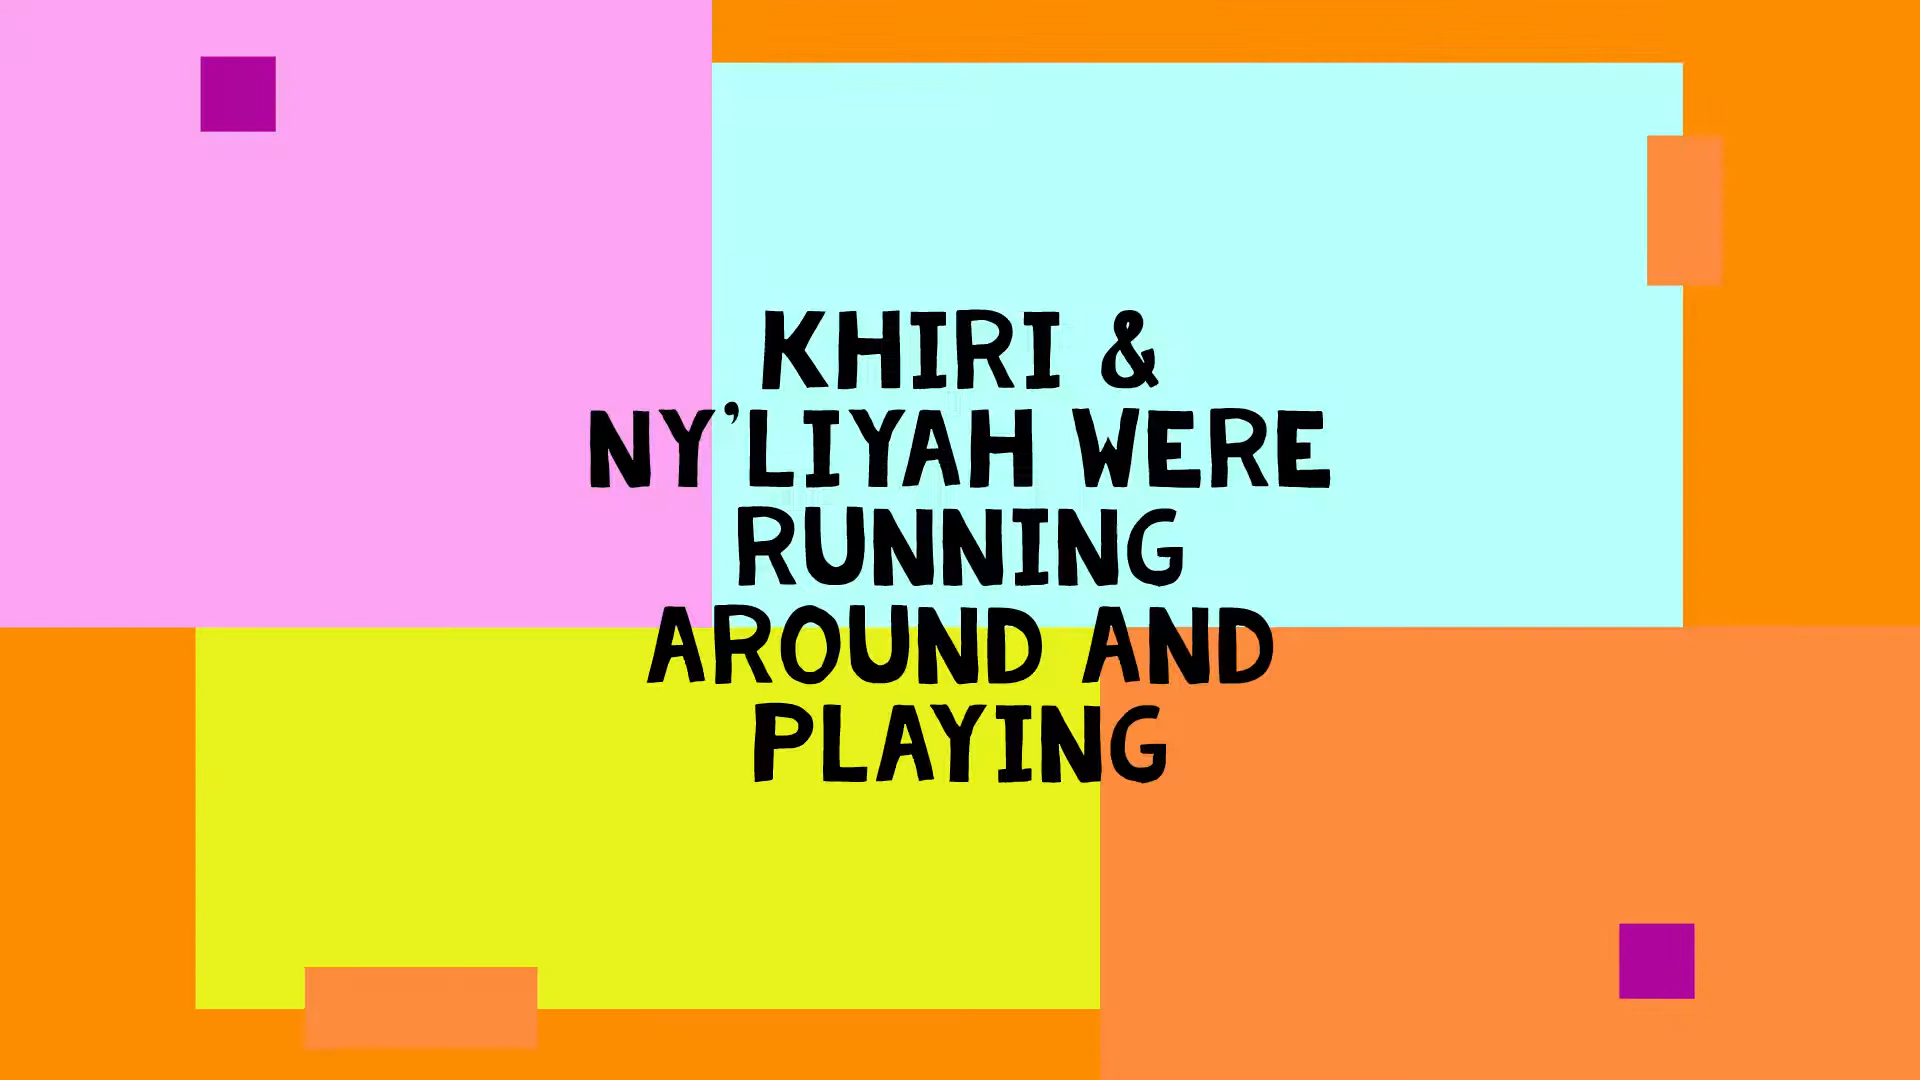 KHIRI &
NY’LIYAH WERE
RUNNING
AROUND AND
PLAYING